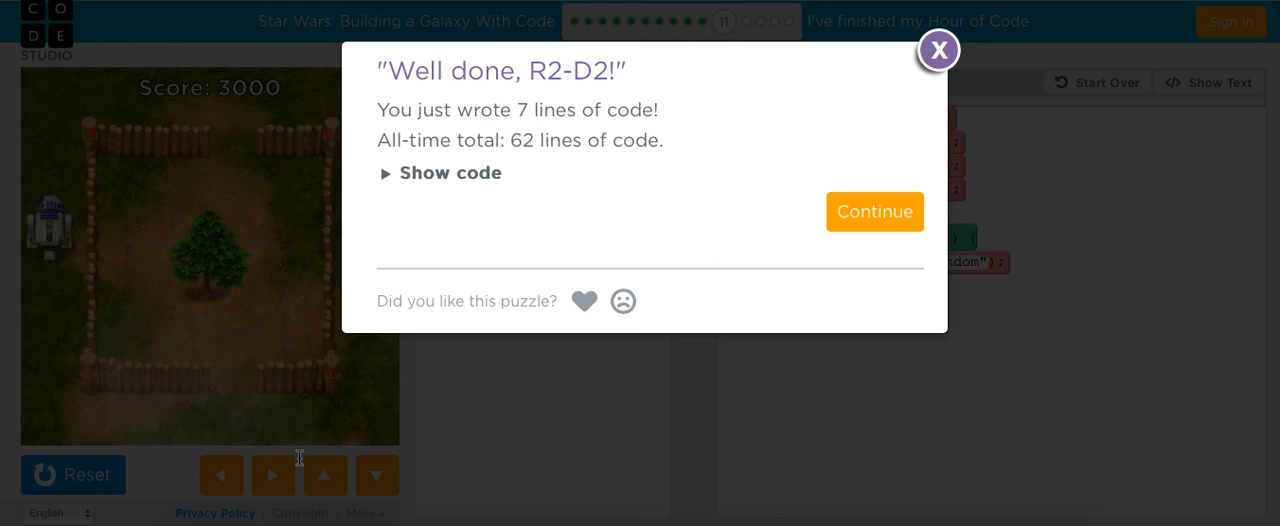 C O
D E
STUDIO
Star Wars: Building a Galaxy With Code
11
I've finished my Hour of Code
Sign in
Score: 3000
Start Over
</> Show Text
X
"Well done, R2-D2!"
You just wrote 7 lines of code!
All-time total: 62 lines of code.
Show code
Continue
Did you like this puzzle?
;
;
;
) {
ndom");
Reset
English
Privacy Policy | Copyright | More